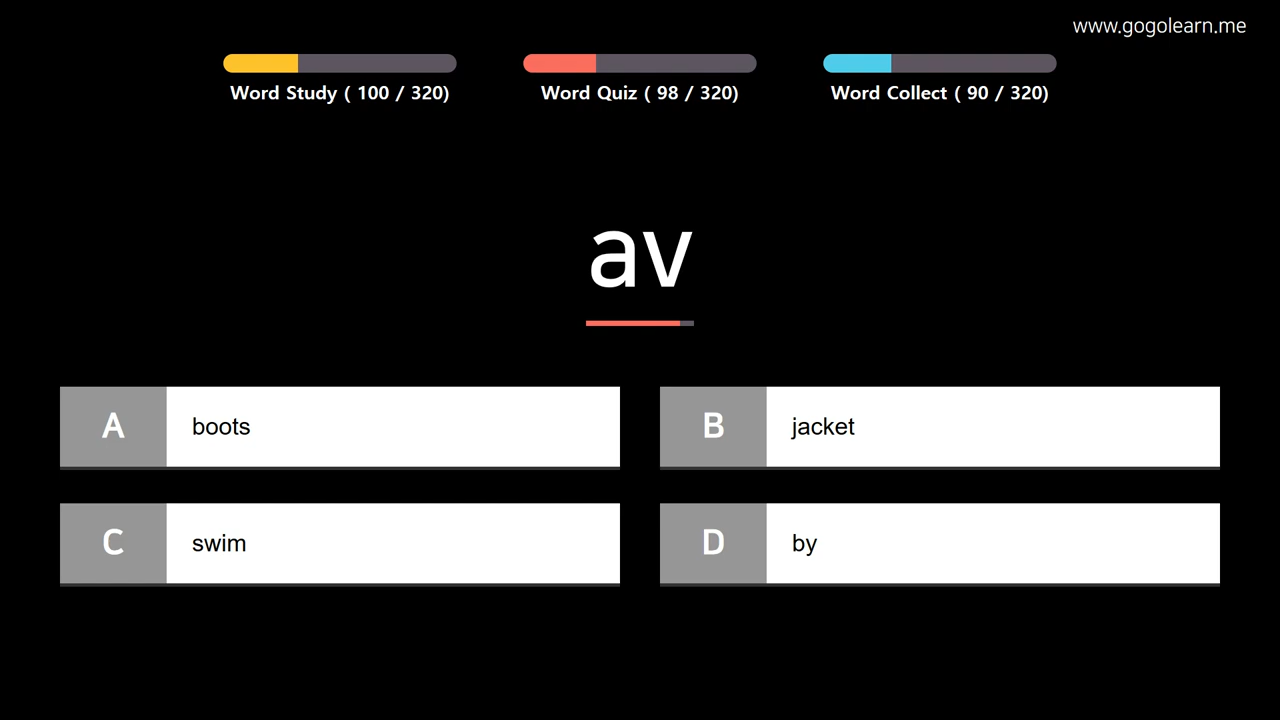 www.gogolearn.me
Word Study ( 100 / 320)
Word Quiz ( 98 / 320)
Word Collect ( 90 / 320)
av
A boots
B jacket
C swim
D by